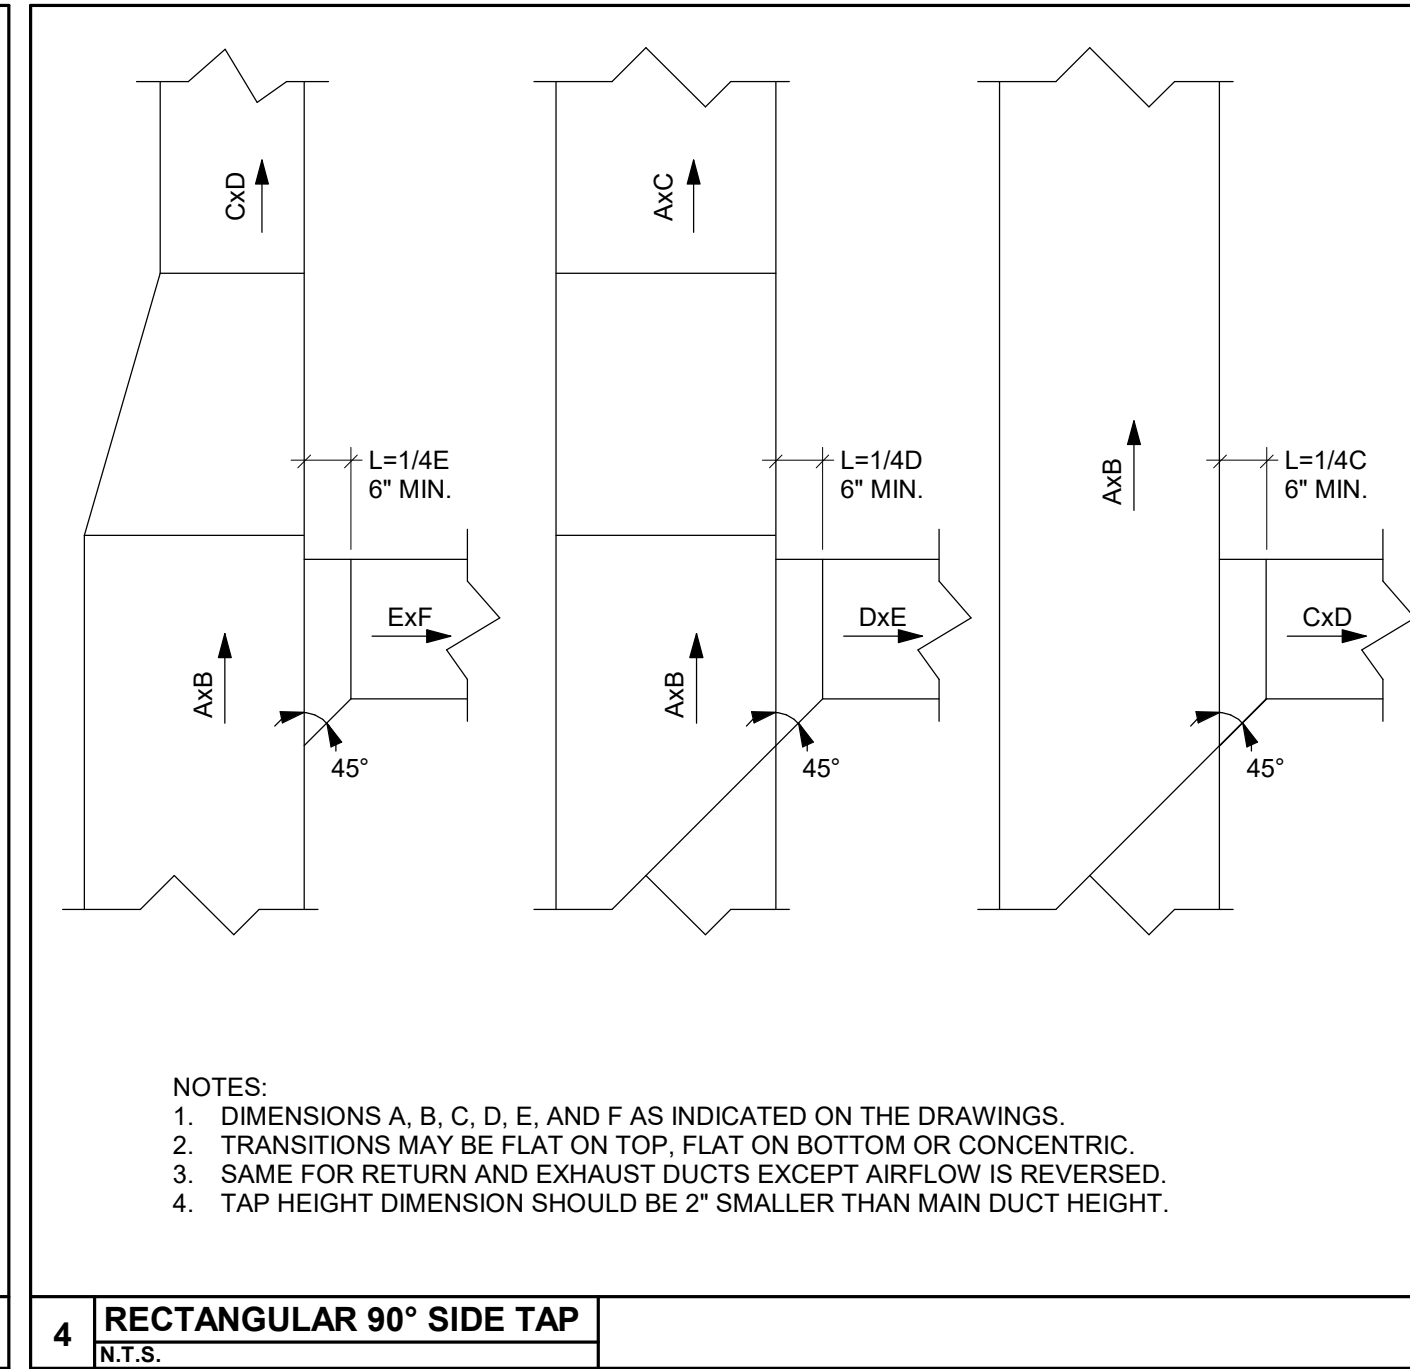 CxD
AxC
AxB
L=1/4E
6" MIN.
L=1/4D
6" MIN.
L=1/4C
6" MIN.
ExF
DxE
CxD
AxB
AxB
45°
45°
45°
NOTES:
1. DIMENSIONS A, B, C, D, E, AND F AS INDICATED ON THE DRAWINGS.
2. TRANSITIONS MAY BE FLAT ON TOP, FLAT ON BOTTOM OR CONCENTRIC.
3. SAME FOR RETURN AND EXHAUST DUCTS EXCEPT AIRFLOW IS REVERSED.
4. TAP HEIGHT DIMENSION SHOULD BE 2" SMALLER THAN MAIN DUCT HEIGHT.
4 RECTANGULAR 90° SIDE TAP
N.T.S.